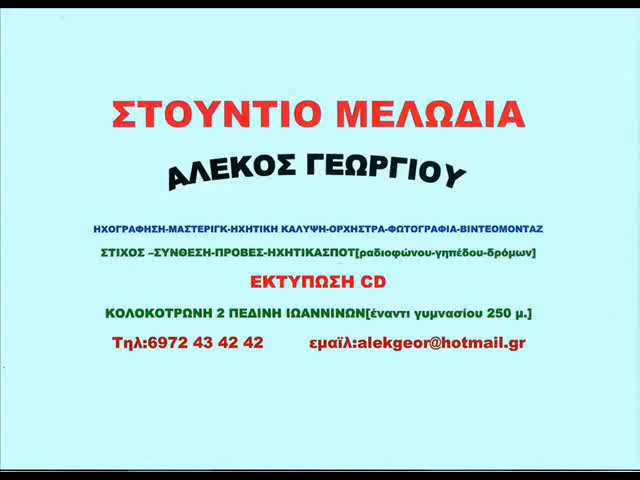 ΣΤΟΥΝΤΙΟ ΜΕΛΩΔΙΑ
ΑΛΕΚΟΣ ΓΕΩΡΓΙΟΥ
ΗΧΟΓΡΑΦΗΣΗ-ΜΑΣΤΕΡΙΓΚ-ΗΧΗΤΙΚΗ ΚΑΛΥΨΗ-ΟΡΧΗΣΤΡΑ-ΦΩΤΟΓΡΑΦΙΑ-ΒΙΝΤΕΟΜΟΝΤΑΖ
ΣΤΙΧΟΣ –ΣΥΝΘΕΣΗ-ΠΡΟΒΕΣ-ΗΧΗΤΙΚΑΣΠΟΤ[ραδιοφώνου-γηπέδου-δρόμων]
ΕΚΤΥΠΩΣΗ CD
ΚΟΛΟΚΟΤΡΩΝΗ 2 ΠΕΔΙΝΗ ΙΩΑΝΝΙΝΩΝ[έναντι γυμνασίου 250 μ.]
Τηλ:6972 43 42 42 εμαϊλ:alekgeor@hotmail.gr